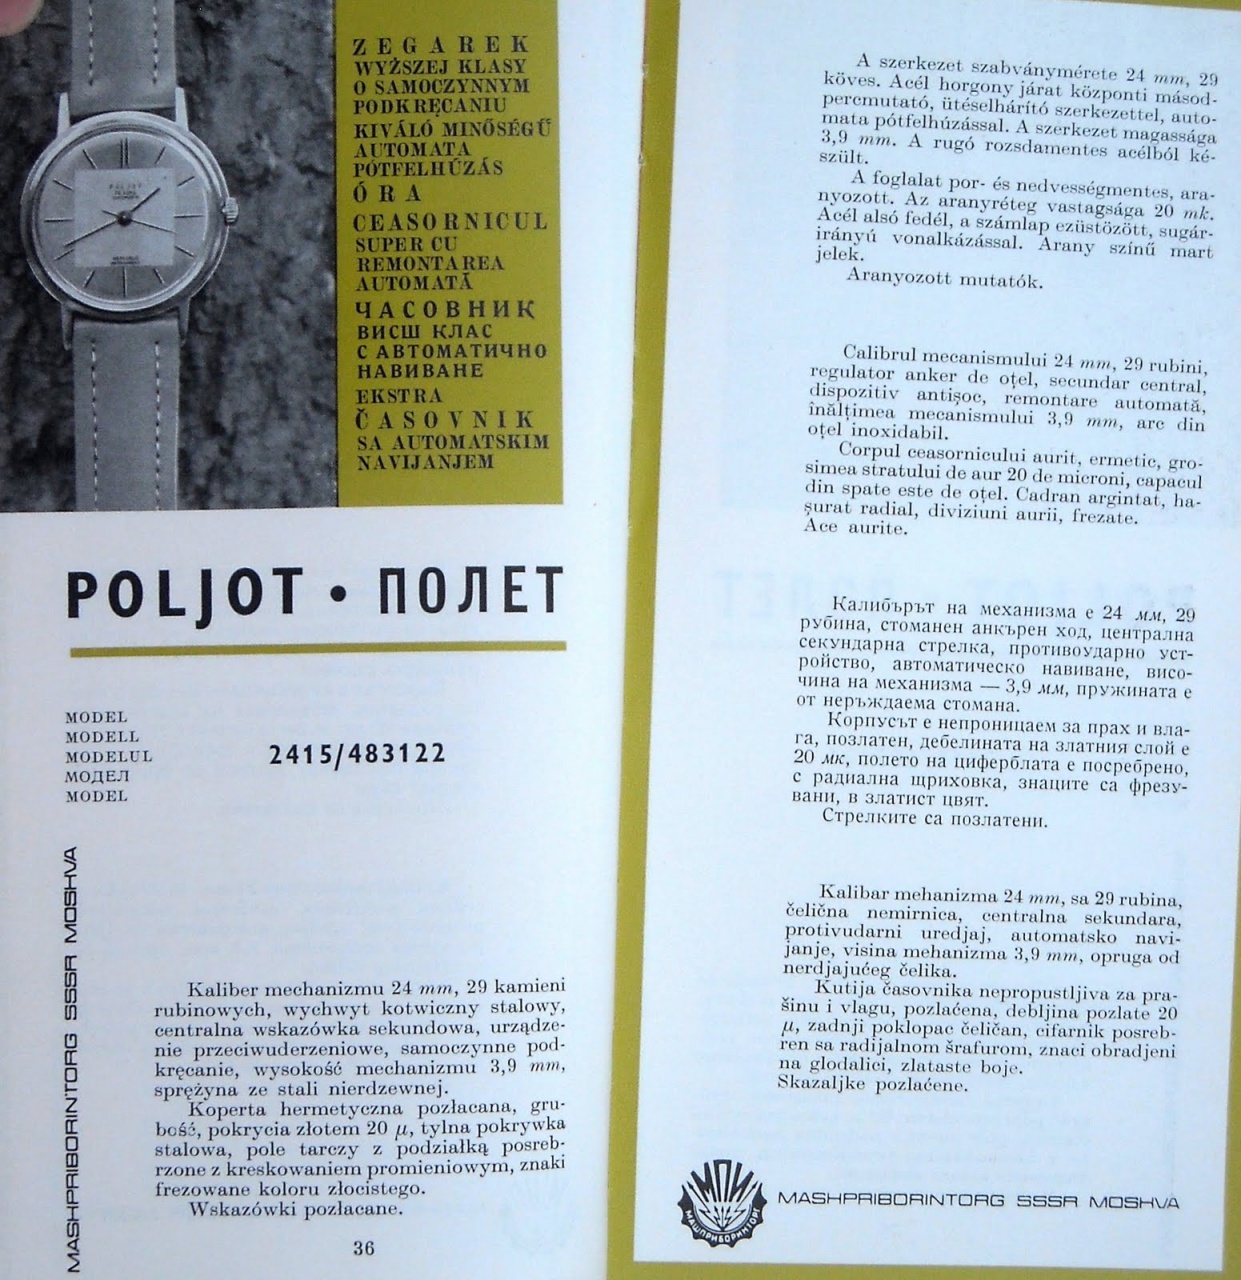 POLJOT
ZEGAREK
WYŻSZEJ KLASY
O SAMOCZYNNYM
PODKRĘCANIU
KIVÁLÓ MINŐSÉGŰ
AUTOMATA
PÓTFELHÚZÁS
ÓRA
CEASORNICUL
SUPER CU
REMONTAREA
AUTOMATĂ
ЧАСОВНИК
ВИСШ КЛАС
С АВТОМАТИЧНО
НАВИВАНЕ
EKSTRA
ČASOVNIK
SA AUTOMATSKIM
NAVIJANJEM
POLJOT • ПОЛЕТ
MODEL
MODELL
MODELUL
МОДЕЛ
MODEL
2415/483122
MASHPRIBORINTORG SSSR MOSHVA
Kaliber mechanizmu 24 mm, 29 kamieni
rubinowych, wychwyt kotwiczny stalowy,
centralna wskazówka sekundowa, urządze-
nie przeciwuderzeniowe, samoczynne pod-
kręcanie, wysokość mechanizmu 3,9 mm,
sprężyna ze stali nierdzewnej.
Koperta hermetyczna pozłacana, gru-
bość, pokrycia złotem 20 μ, tylna pokrywka
stalowa, pole tarczy z podziałką posreb-
rzone z kreskowaniem promieniowym, znaki
frezowane koloru złocistego.
Wskazówki pozłacane.
36
A szerkezet szabványmérete 24 mm, 29
köves. Acél horgony járat központi másod-
percmutató, ütéselhárító szerkezettel, auto-
mata pótfelhúzással. A szerkezet magassága
3,9 mm. A rugó rozsdamentes acélból ké-
szült.
A foglalat por- és nedvességmentes, ara-
nyozott. Az aranyréteg vastagsága 20 mk.
Acél alsó fedél, a számlap ezüstözött, sugár-
irányú vonalkázással. Arany színű mart
jelek.
Aranyozott mutatók.
Calibrul mecanismului 24 mm, 29 rubini,
regulator anker de oțel, secundar central,
dispozitiv antișoc, remontare automată,
înălțimea mecanismului 3,9 mm, arc din
oțel inoxidabil.
Corpul ceasornicului aurit, ermetic, gro-
simea stratului de aur 20 de microni, capacul
din spate este de oțel. Cadran argintat, ha-
șurat radial, diviziuni aurii, frezate.
Ace aurite.
Калибърът на механизма е 24 мм, 29
рубина, стоманен анкърен ход, централна
секундарна стрелка, противоударно уст-
ройство, автоматическо навиване, висо-
чина на механизма — 3,9 мм, пружината е
от неръждаема стомана.
Корпусът е непроницаем за прах и вла-
га, позлатен, дебелината на златния слой е
20 мк, полето на циферблата е посребрено,
с радиална щриховка, знаците са фрезу-
вани, в златист цвят.
Стрелките са позлатени.
Kalibar mehanizma 24 mm, sa 29 rubina,
čelična nemirnica, centralna sekundara,
protivudarni uredjaj, automatsko navi-
janje, visina mehanizma 3,9 mm, opruga od
nerdjajućeg čelika.
Kutija časovnika nepropustljiva za pra-
šinu i vlagu, pozlaćena, debljina pozlate 20
μ, zadnji poklopac čeličan, cifarnik posreb-
ren sa radijalnom šrafurom, znaci obradjeni
na glodalici, zlataste boje.
Skazaljke pozlaćene.
МПИ
МАШПРИБОРИНТОРГ
MASHPRIBORINTORG SSSR MOSHVA